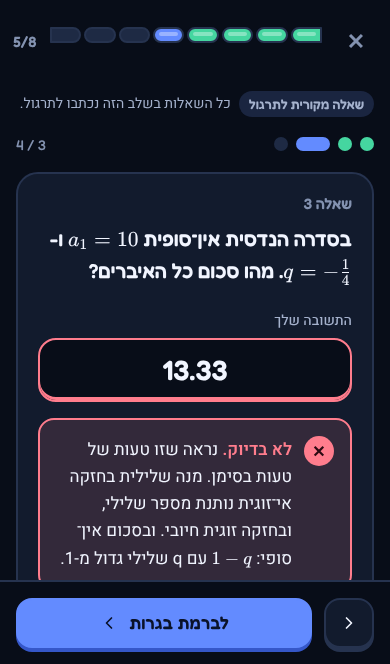 5/8
שאלה מקורית לתרגול כל השאלות בשלב הזה נכתבו לתרגול.
4 / 3
שאלה 3
בסדרה הנדסית אין־סופית a₁ = 10 ו-
q = −1/4. מהו סכום כל האיברים?
התשובה שלך
13.33
לא בדיוק. נראה שזו טעות של
טעות בסימן. מנה שלילית בחזקה
אי־זוגית נותנת מספר שלילי,
ובחזקה זוגית חיובי. ובסכום אין־
סופי: 1 − q עם q שלילי גדול מ-1.
לברמת בגרות